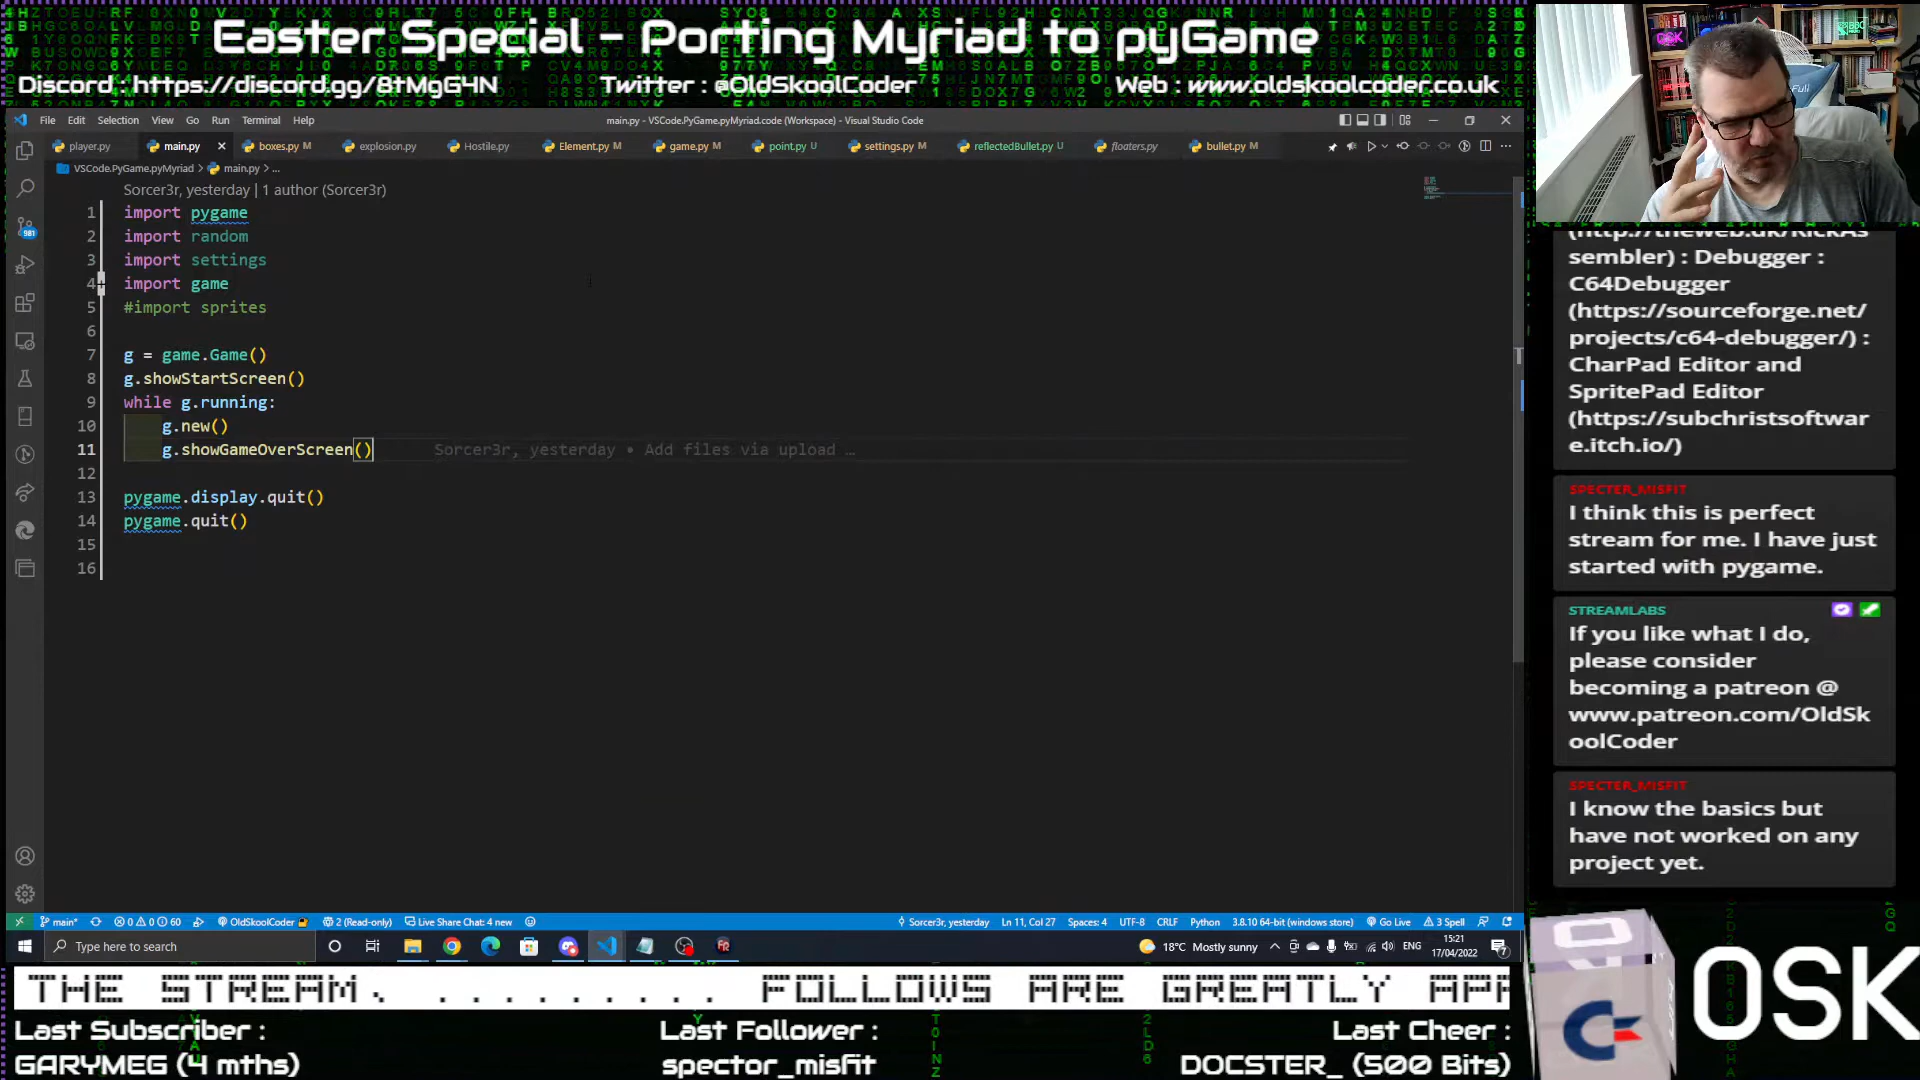 Easter Special - Porting Myriad to pyGame
Discord : https://discord.gg/8tMgG4N Twitter : @OldSkoolCoder Web : www.oldskoolcoder.co.uk
File Edit Selection View Go Run Terminal Help main.py - VSCode.PyGame.pyMyriad.code (Workspace) - Visual Studio Code
player.py main.py boxes.py M explosion.py Hostile.py Element.py M game.py M point.py U settings.py M reflectedBullet.py U floaters.py bullet.py M
VSCode.PyGame.pyMyriad > main.py > ...
Sorcer3r, yesterday | 1 author (Sorcer3r)
1 import pygame
2 import random
3 import settings
4 import game
5 #import sprites
6
7 g = game.Game()
8 g.showStartScreen()
9 while g.running:
10 g.new()
11 g.showGameOverScreen() Sorcer3r, yesterday • Add files via upload …
12
13 pygame.display.quit()
14 pygame.quit()
15
16
981
(http://theweb.dk/KickAs
sembler) : Debugger :
C64Debugger
(https://sourceforge.net/
projects/c64-debugger/) :
CharPad Editor and
SpritePad Editor
(https://subchristsoftwar
e.itch.io/)
SPECTER_MISFIT
I think this is perfect
stream for me. I have just
started with pygame.
STREAMLABS
If you like what I do,
please consider
becoming a patreon @
www.patreon.com/OldSk
oolCoder
SPECTER_MISFIT
I know the basics but
have not worked on any
project yet.
main* 0 0 60 OldSkoolCoder 2 (Read-only) Live Share Chat: 4 new Sorcer3r, yesterday Ln 11, Col 27 Spaces: 4 UTF-8 CRLF Python 3.8.10 64-bit (windows store) Go Live 3 Spell
Type here to search 18°C Mostly sunny ENG 15:21
17/04/2022
THE STREAM. ........ FOLLOWS ARE GREATLY APP
Last Subscriber : Last Follower : Last Cheer :
GARYMEG (4 mths) spector_misfit DOCSTER_ (500 Bits)
OSK